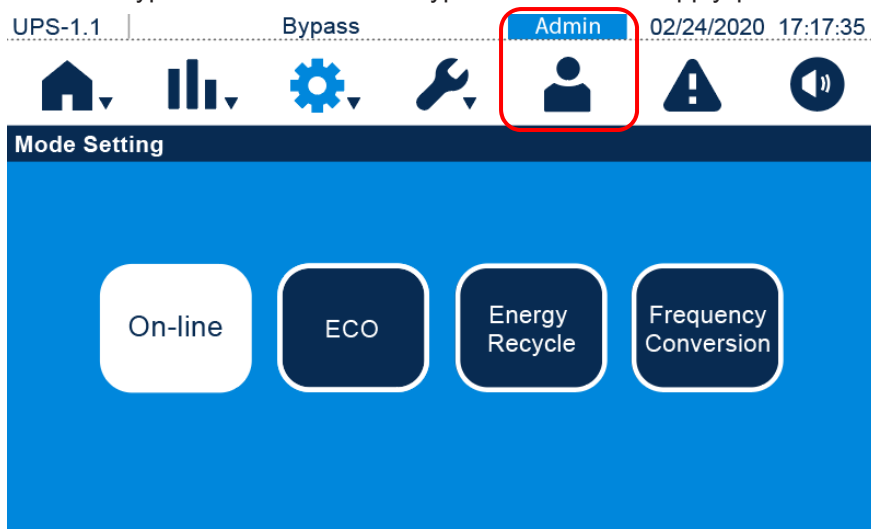 UPS-1.1 Bypass Admin 02/24/2020 17:17:35
Mode Setting
On-line
ECO
Energy
Recycle
Frequency
Conversion